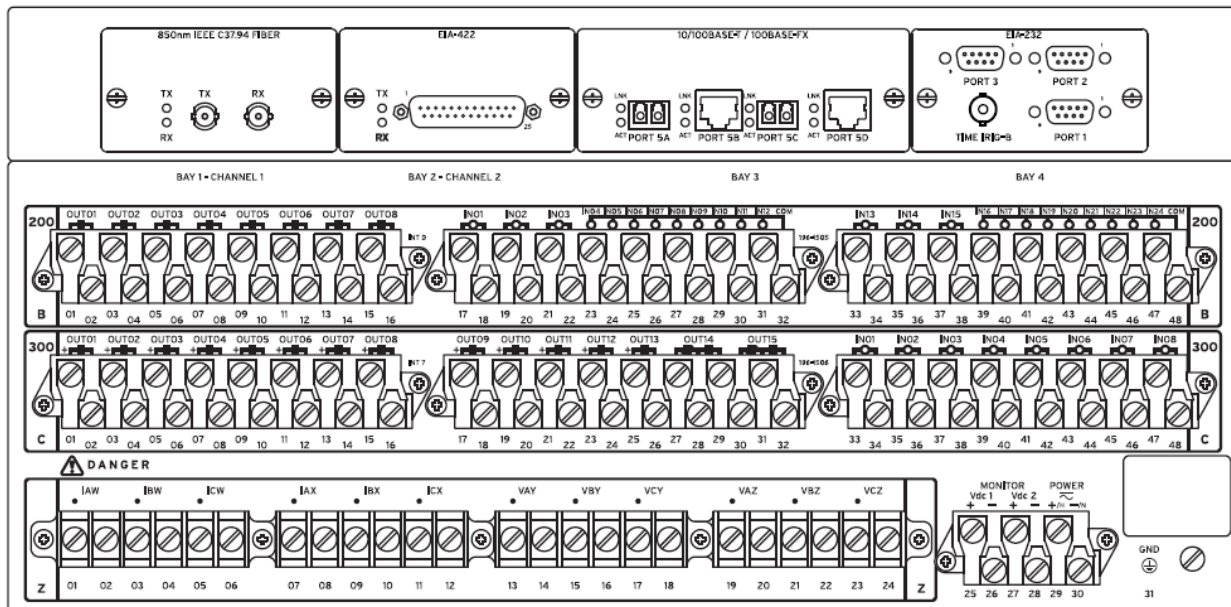 850nm IEEE C37.94 FIBER EIA-422 10/100BASE-T / 100BASE-FX EIA-232
TX TX RX TX 1 LNK LNK LNK LNK PORT 3 PORT 2
RX RX 25 ACT PORT 5A ACT PORT 5B ACT PORT 5C ACT PORT 5D TIME IRIG-B PORT 1
BAY 1 - CHANNEL 1 BAY 2 - CHANNEL 2 BAY 3 BAY 4
200 OUT01 OUT02 OUT03 OUT04 OUT05 OUT06 OUT07 OUT08 IN01 IN02 IN03 IN04 IN05 IN06 IN07 IN08 IN09 IN10 IN11 IN12 COM IN13 IN14 IN15 IN16 IN17 IN18 IN19 IN20 IN21 IN22 IN23 IN24 COM 200
INT D 196-1505
B 01 02 03 04 05 06 07 08 09 10 11 12 13 14 15 16 17 18 19 20 21 22 23 24 25 26 27 28 29 30 31 32 33 34 35 36 37 38 39 40 41 42 43 44 45 46 47 48 B
300 OUT01 OUT02 OUT03 OUT04 OUT05 OUT06 OUT07 OUT08 OUT09 OUT10 OUT11 OUT12 OUT13 OUT14 OUT15 IN01 IN02 IN03 IN04 IN05 IN06 IN07 IN08 300
+ + + + + + + + + + + + +
INT 7 196-1506
C 01 02 03 04 05 06 07 08 09 10 11 12 13 14 15 16 17 18 19 20 21 22 23 24 25 26 27 28 29 30 31 32 33 34 35 36 37 38 39 40 41 42 43 44 45 46 47 48 C
DANGER
IAW IBW ICW IAX IBX ICX VAY VBY VCY VAZ VBZ VCZ
Z 01 02 03 04 05 06 07 08 09 10 11 12 13 14 15 16 17 18 19 20 21 22 23 24 Z
MONITOR POWER
Vdc 1 Vdc 2
+ − + − +/H −/N
25 26 27 28 29 30
GND
31